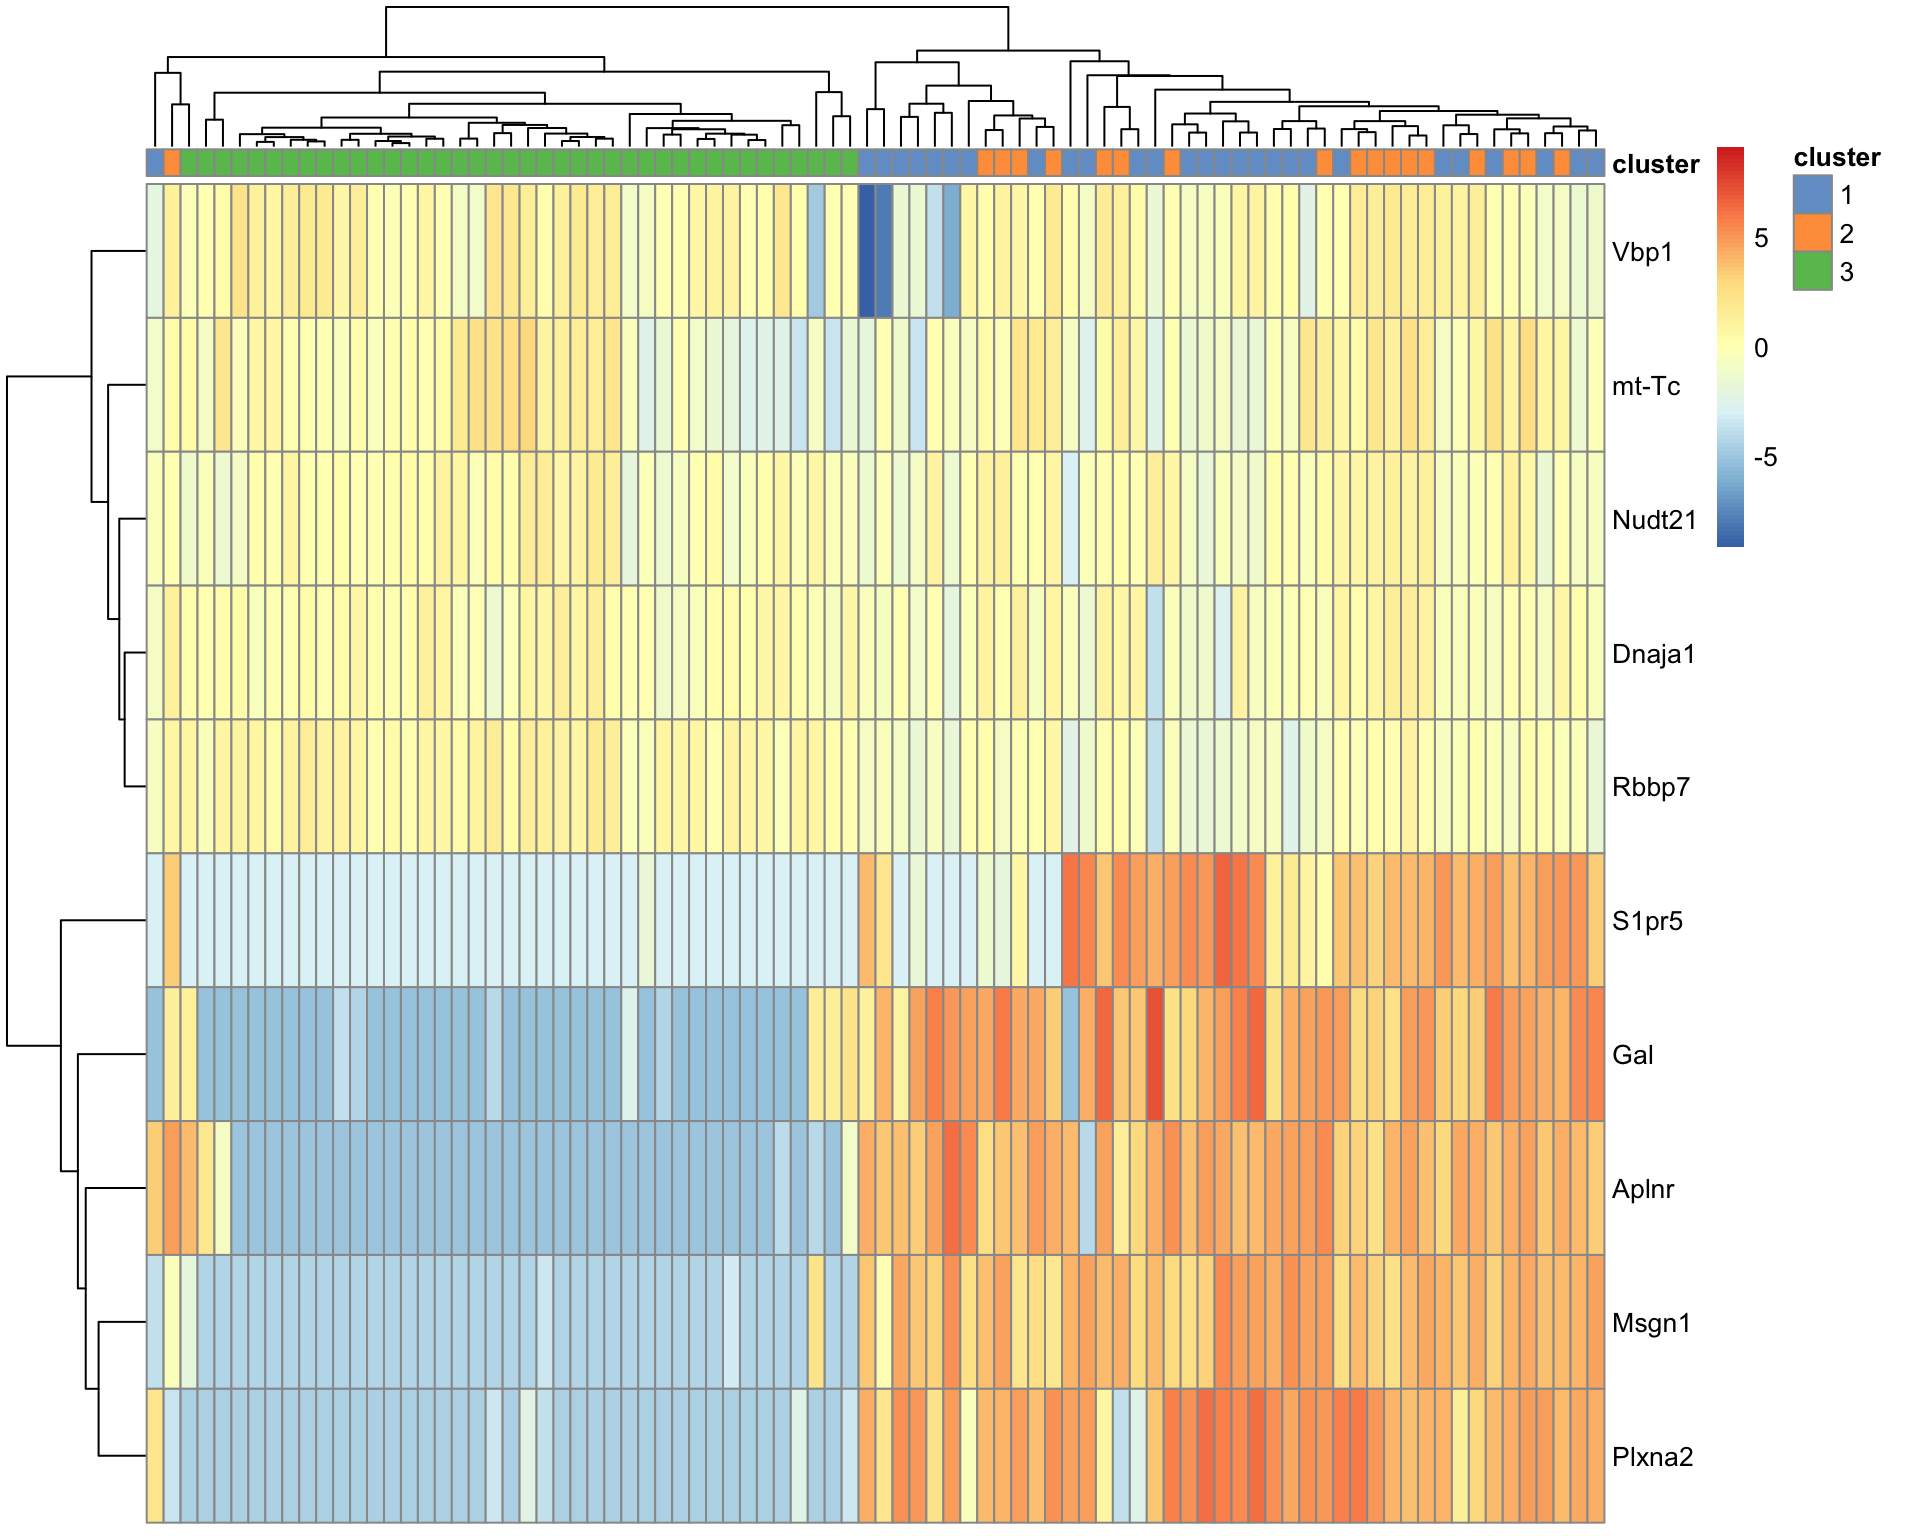 cluster
cluster
1
2
3
5
0
-5
Vbp1
mt-Tc
Nudt21
Dnaja1
Rbbp7
S1pr5
Gal
Aplnr
Msgn1
Plxna2